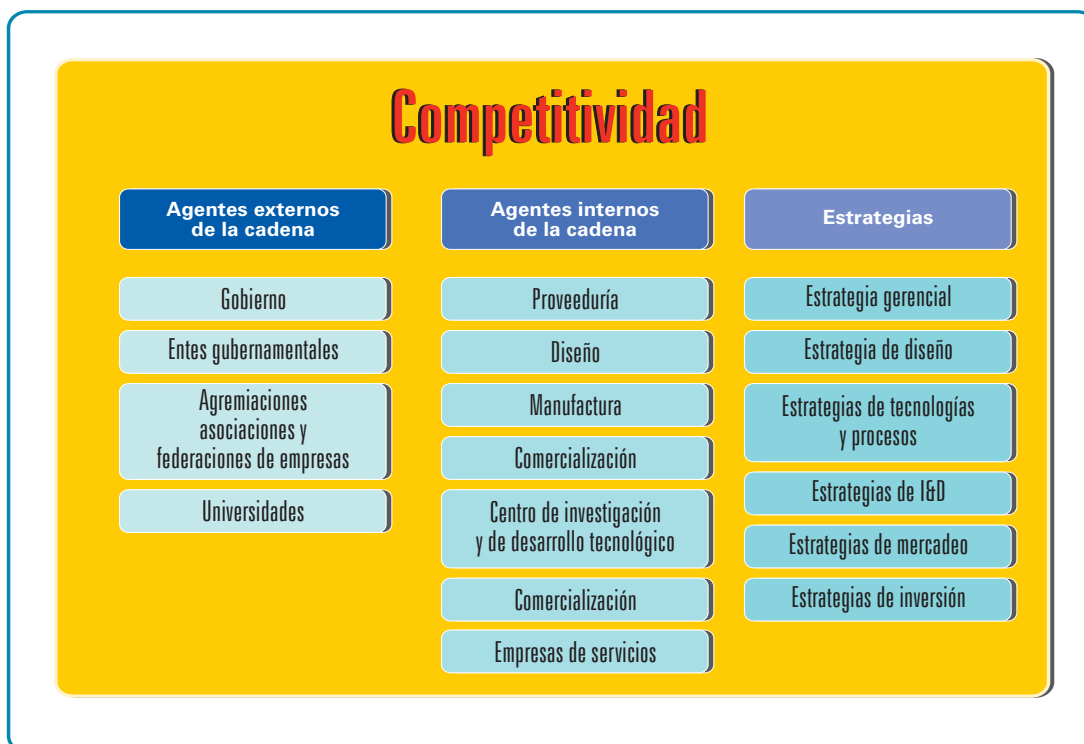 Competitividad
Agentes externos
de la cadena
Gobierno
Entes gubernamentales
Agremiaciones
asociaciones y
federaciones de empresas
Universidades
Agentes internos
de la cadena
Proveeduría
Diseño
Manufactura
Comercialización
Centro de investigación
y de desarrollo tecnológico
Comercialización
Empresas de servicios
Estrategias
Estrategia gerencial
Estrategia de diseño
Estrategias de tecnologías
y procesos
Estrategias de I&D
Estrategias de mercadeo
Estrategias de inversión